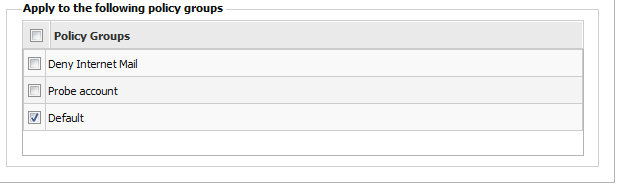 Apply to the following policy groups
Policy Groups
Deny Internet Mail
Probe account
Default